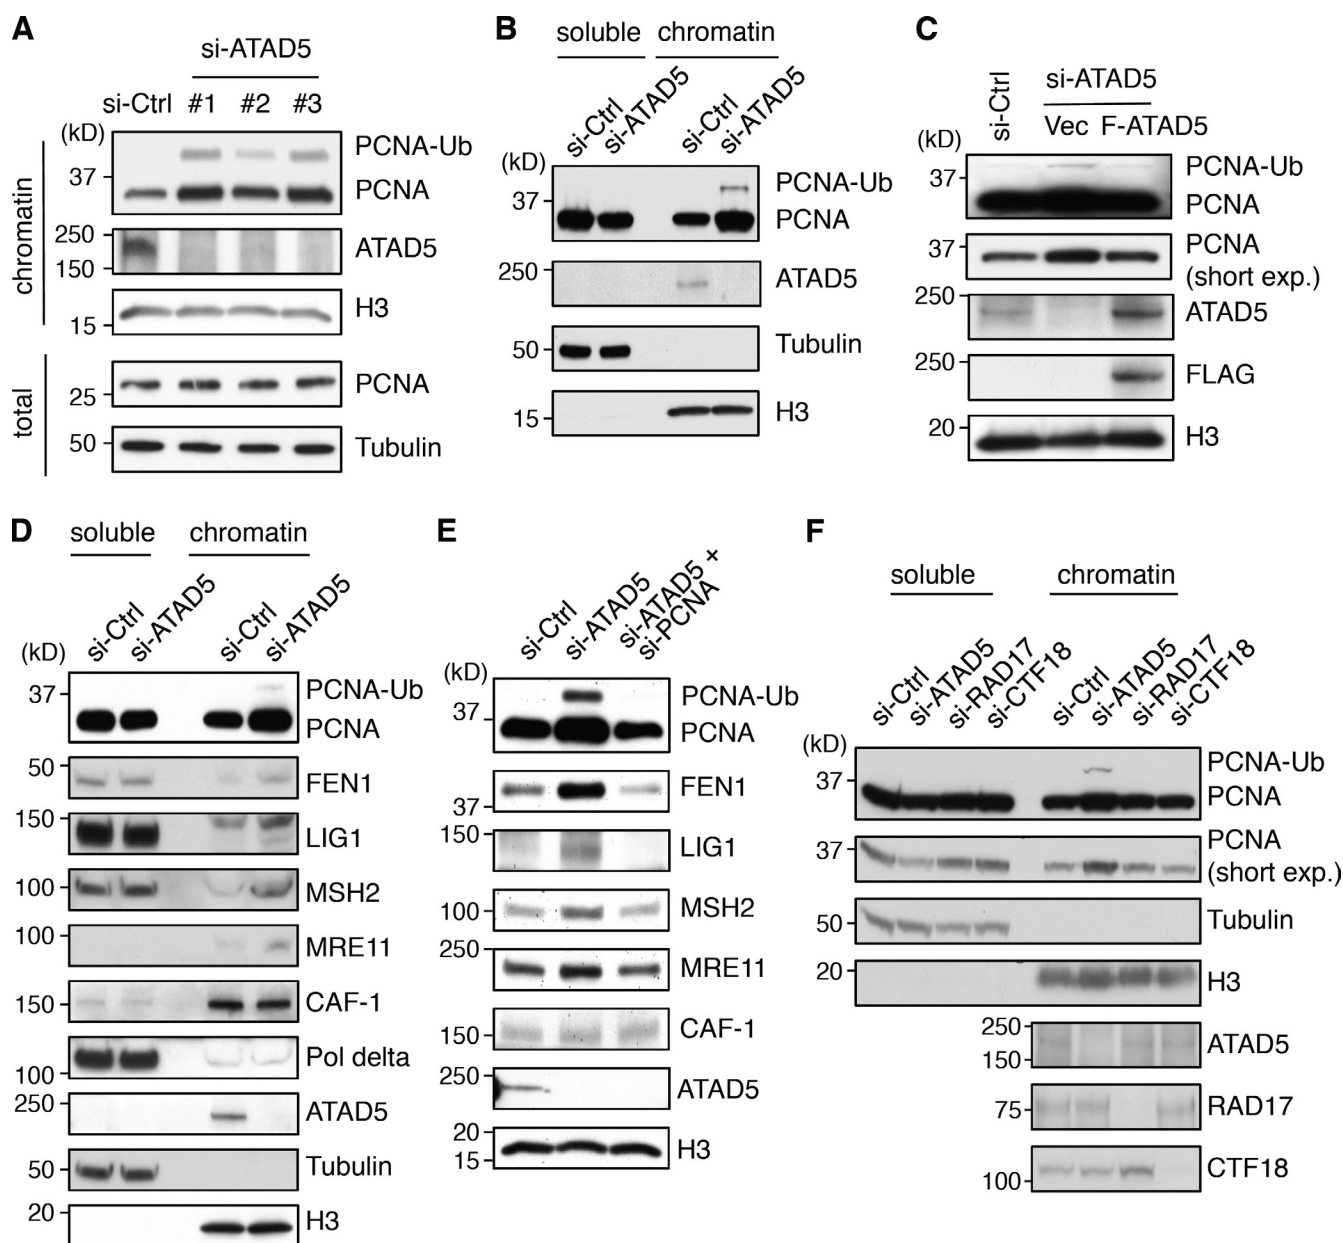 A
si-ATAD5
si-Ctrl #1 #2 #3
(kD)
chromatin
37
PCNA-Ub
PCNA
250
150
ATAD5
15
H3
total
25
PCNA
50
Tubulin
B
soluble chromatin
si-Ctrl si-ATAD5 si-Ctrl si-ATAD5
(kD)
37
PCNA-Ub
PCNA
250
ATAD5
50
Tubulin
15
H3
C
si-Ctrl
si-ATAD5
Vec F-ATAD5
(kD)
37
PCNA-Ub
PCNA
37
PCNA
(short exp.)
250
ATAD5
250
FLAG
20
H3
D
soluble chromatin
si-Ctrl si-ATAD5 si-Ctrl si-ATAD5
(kD)
37
PCNA-Ub
PCNA
50
FEN1
150
LIG1
100
MSH2
100
MRE11
150
CAF-1
100
Pol delta
250
ATAD5
50
Tubulin
20
H3
E
si-Ctrl si-ATAD5 si-ATAD5 +
si-PCNA
(kD)
37
PCNA-Ub
PCNA
37
FEN1
150
LIG1
100
MSH2
250
MRE11
150
CAF-1
250
ATAD5
20
15
H3
F
soluble chromatin
si-Ctrl si-ATAD5 si-RAD17 si-CTF18 si-Ctrl si-ATAD5 si-RAD17 si-CTF18
(kD)
37
PCNA-Ub
PCNA
37
PCNA
(short exp.)
50
Tubulin
20
H3
250
150
ATAD5
75
RAD17
100
CTF18